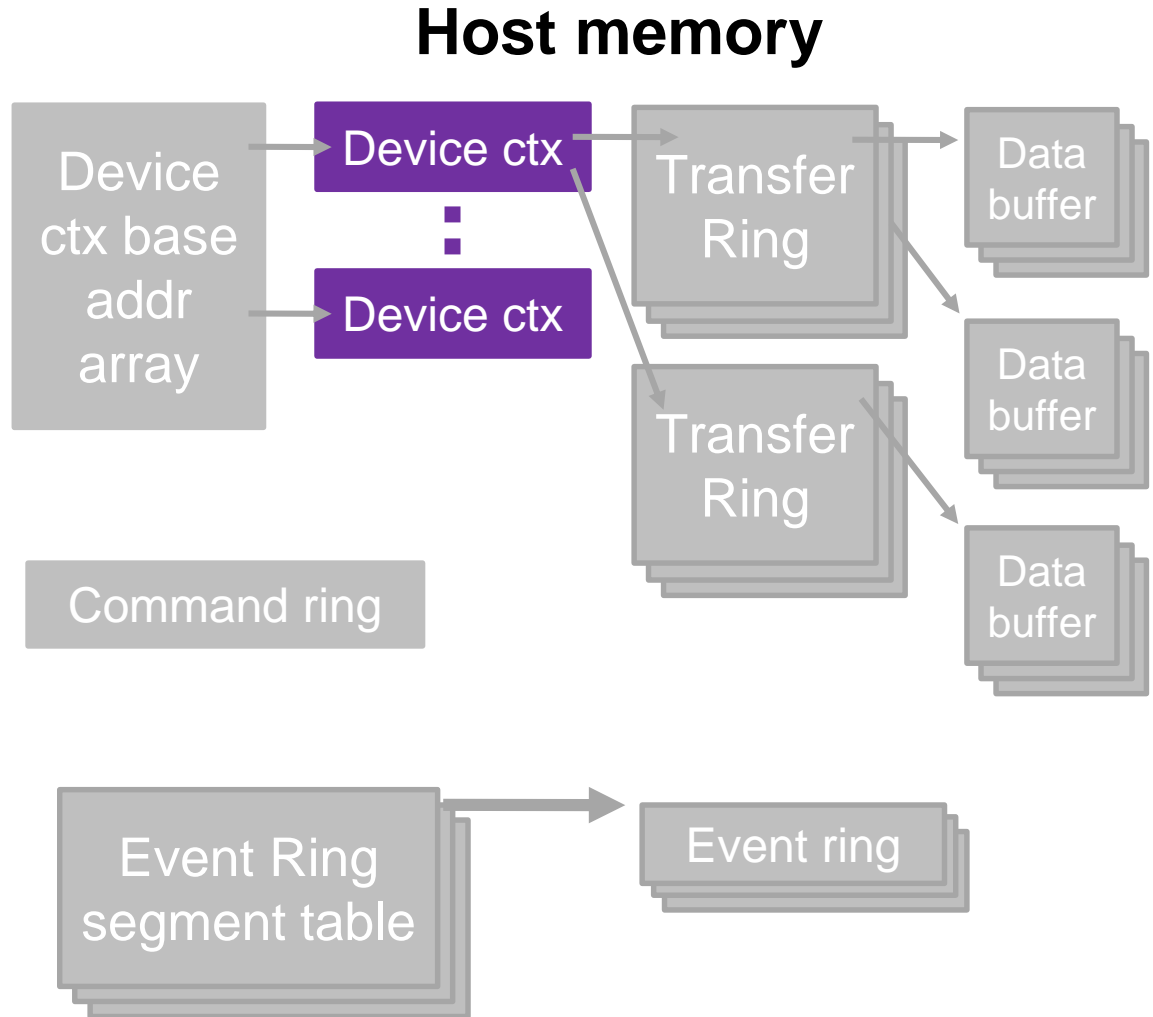 Host memory
Device
ctx base
addr
array
Device ctx
Device ctx
Transfer
Ring
Transfer
Ring
Data
buffer
Data
buffer
Data
buffer
Command ring
Event Ring
segment table
Event ring